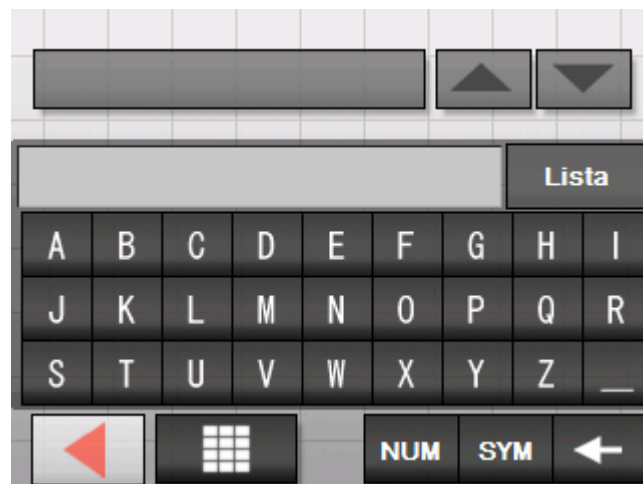 Lista
A B C D E F G H I
J K L M N O P Q R
S T U V W X Y Z _
NUM SYM